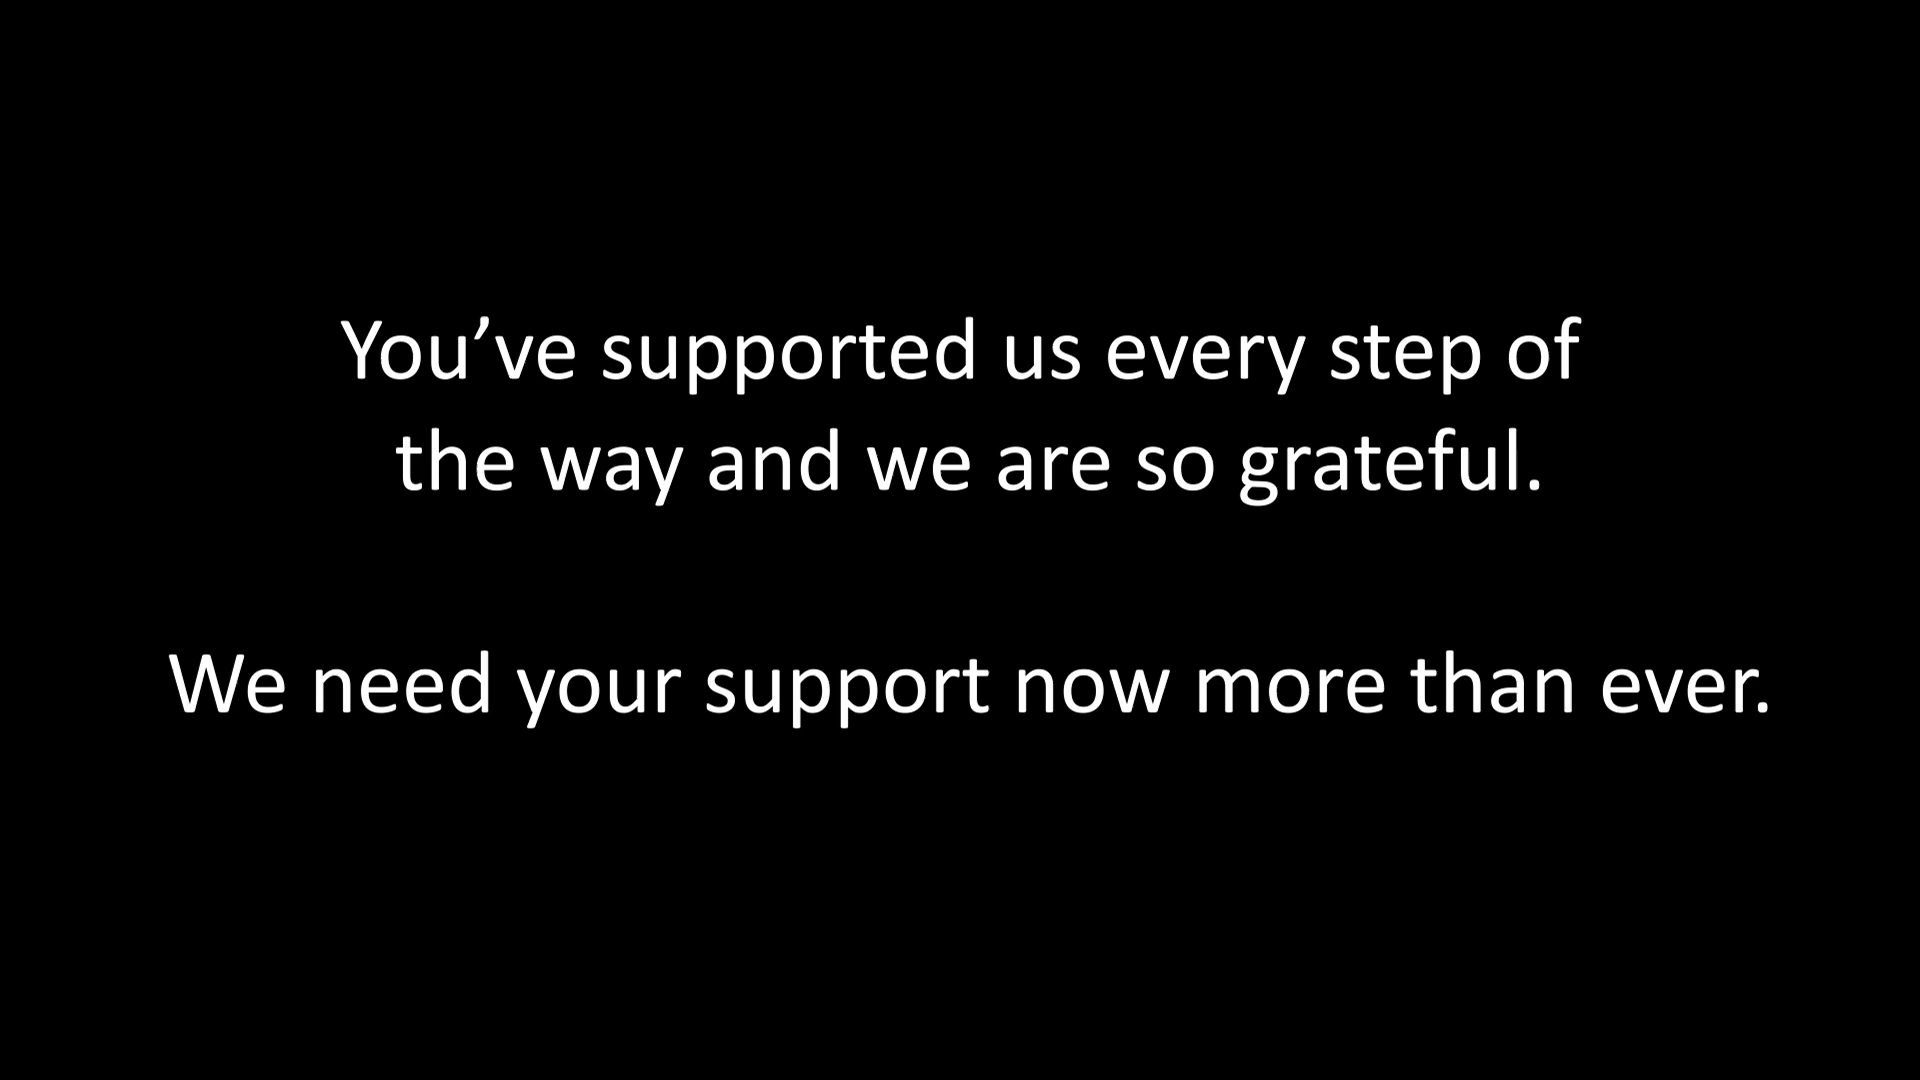 You’ve supported us every step of
the way and we are so grateful.
We need your support now more than ever.